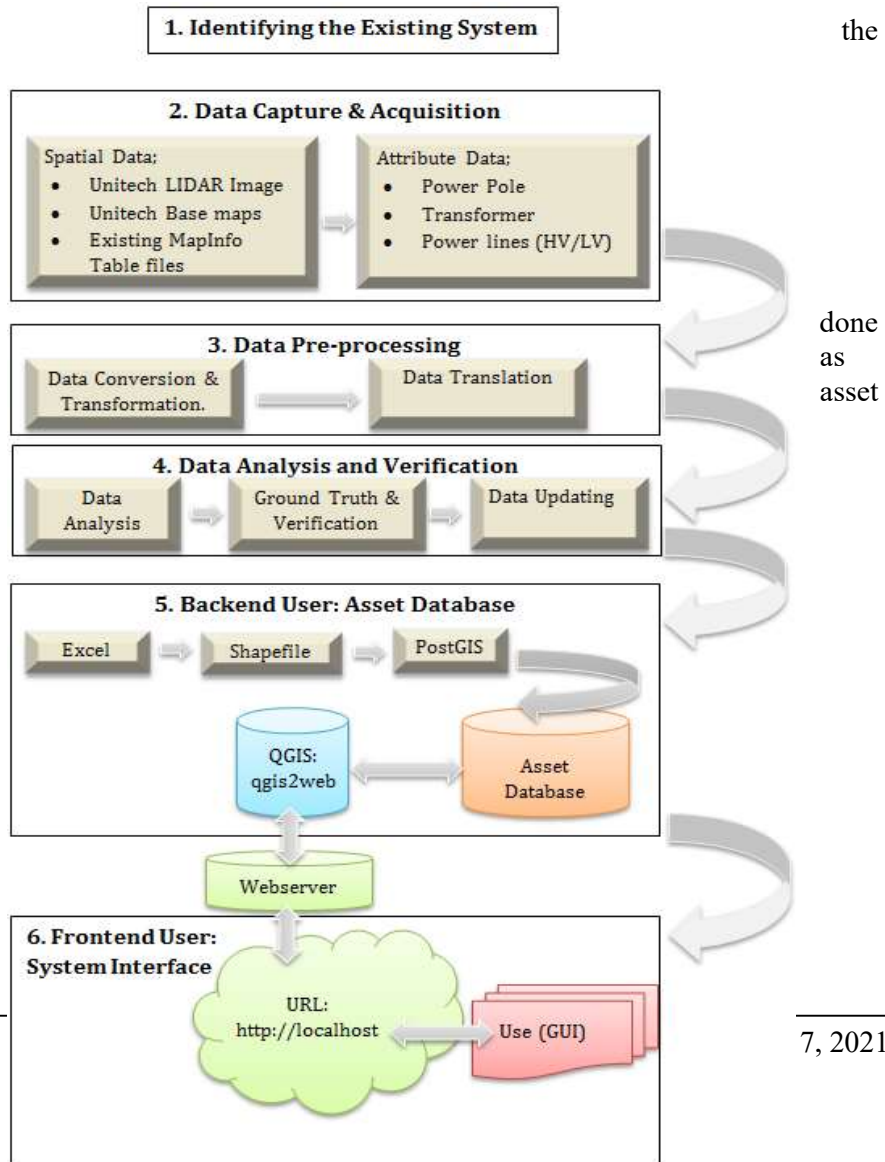 1. Identifying the Existing System
the
2. Data Capture & Acquisition
Spatial Data;
• Unitech LIDAR Image
• Unitech Base maps
• Existing MapInfo
Table files
Attribute Data;
• Power Pole
• Transformer
• Power lines (HV/LV)
done
as
asset
3. Data Pre-processing
Data Conversion &
Transformation.
Data Translation
4. Data Analysis and Verification
Data
Analysis
Ground Truth &
Verification
Data Updating
5. Backend User: Asset Database
Excel
Shapefile
PostGIS
QGIS:
qgis2web
Asset
Database
Webserver
6. Frontend User:
System Interface
URL:
http://localhost
Use (GUI)
7, 2021